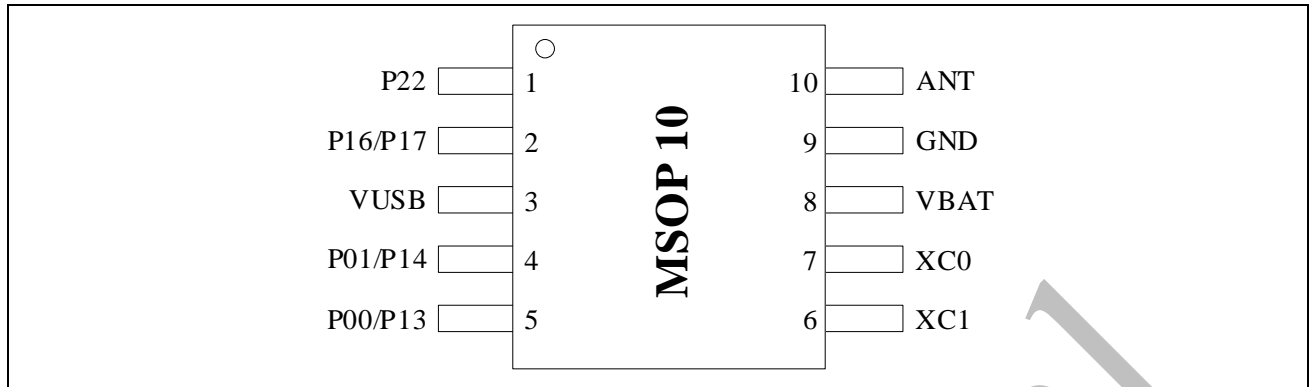 P22 1 10 ANT
P16/P17 2 9 GND
VUSB 3 8 VBAT
P01/P14 4 7 XC0
P00/P13 5 6 XC1
MSOP 10